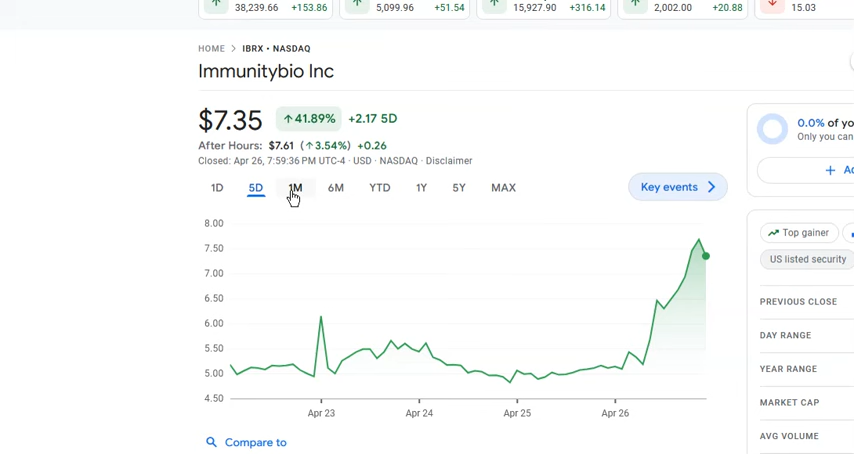 38,239.66 +153.86 5,099.96 +51.54 15,927.90 +316.14 2,002.00 +20.88 15.03
HOME > IBRX • NASDAQ
Immunitybio Inc
$7.35 ↑ 41.89% +2.17 5D
After Hours: $7.61 (↑ 3.54%) +0.26
Closed: Apr 26, 7:59:36 PM UTC-4 · USD · NASDAQ · Disclaimer
1D 5D 1M 6M YTD 1Y 5Y MAX
Key events
8.00
7.50
7.00
6.50
6.00
5.50
5.00
4.50
Apr 23 Apr 24 Apr 25 Apr 26
Compare to
0.0% of yo
Only you can
+ Ad
Top gainer
US listed security
PREVIOUS CLOSE
DAY RANGE
YEAR RANGE
MARKET CAP
AVG VOLUME